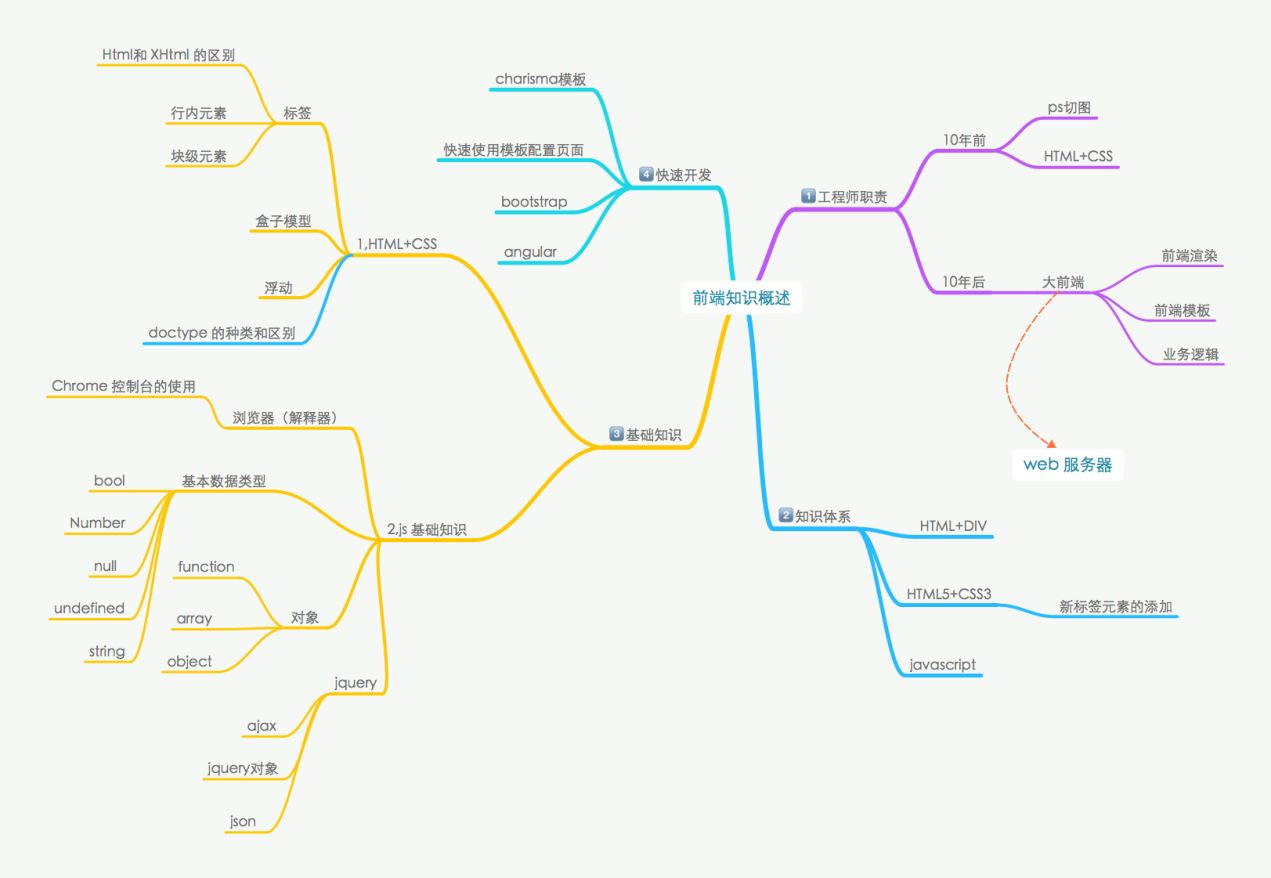 前端知识概述
1 工程师职责
10年前
ps切图
HTML+CSS
10年后
大前端
前端渲染
前端模板
业务逻辑
web 服务器
2 知识体系
HTML+DIV
HTML5+CSS3
新标签元素的添加
javascript
3 基础知识
1,HTML+CSS
标签
Html和 XHtml 的区别
行内元素
块级元素
盒子模型
浮动
doctype 的种类和区别
2,js 基础知识
浏览器（解释器）
Chrome 控制台的使用
基本数据类型
bool
Number
null
undefined
string
对象
function
array
object
jquery
ajax
jquery对象
json
4 快速开发
charisma模板
快速使用模板配置页面
bootstrap
angular